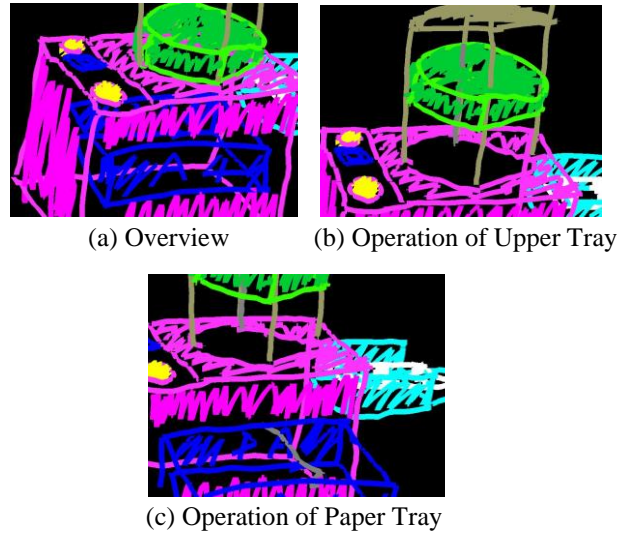 (a) Overview
(b) Operation of Upper Tray
(c) Operation of Paper Tray